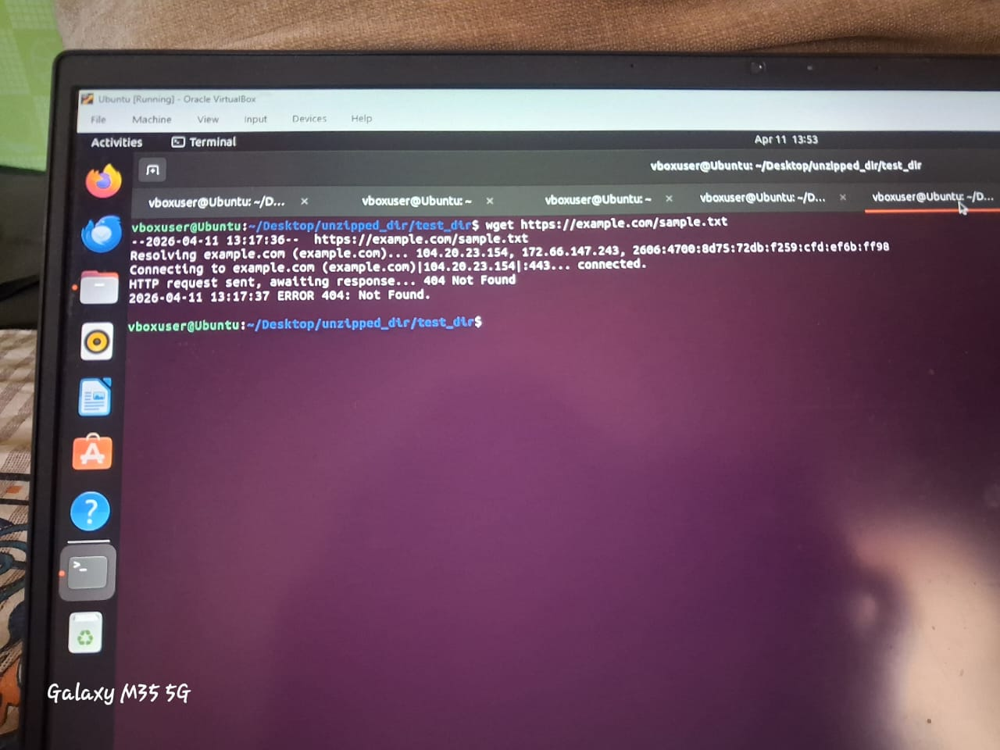 Ubuntu [Running] - Oracle VirtualBox
File Machine View Input Devices Help
Activities Terminal Apr 11 13:53
vboxuser@Ubuntu: ~/Desktop/unzipped_dir/test_dir
vboxuser@Ubuntu: ~/D... × vboxuser@Ubuntu: ~ × vboxuser@Ubuntu: ~ × vboxuser@Ubuntu: ~/D... × vboxuser@Ubuntu: ~/D...
vboxuser@Ubuntu:~/Desktop/unzipped_dir/test_dir$ wget https://example.com/sample.txt
--2026-04-11 13:17:36-- https://example.com/sample.txt
Resolving example.com (example.com)... 104.20.23.154, 172.66.147.243, 2606:4700:8d75:72db:f259:cfd:ef6b:ff98
Connecting to example.com (example.com)|104.20.23.154|:443... connected.
HTTP request sent, awaiting response... 404 Not Found
2026-04-11 13:17:37 ERROR 404: Not Found.
vboxuser@Ubuntu:~/Desktop/unzipped_dir/test_dir$
Galaxy M35 5G